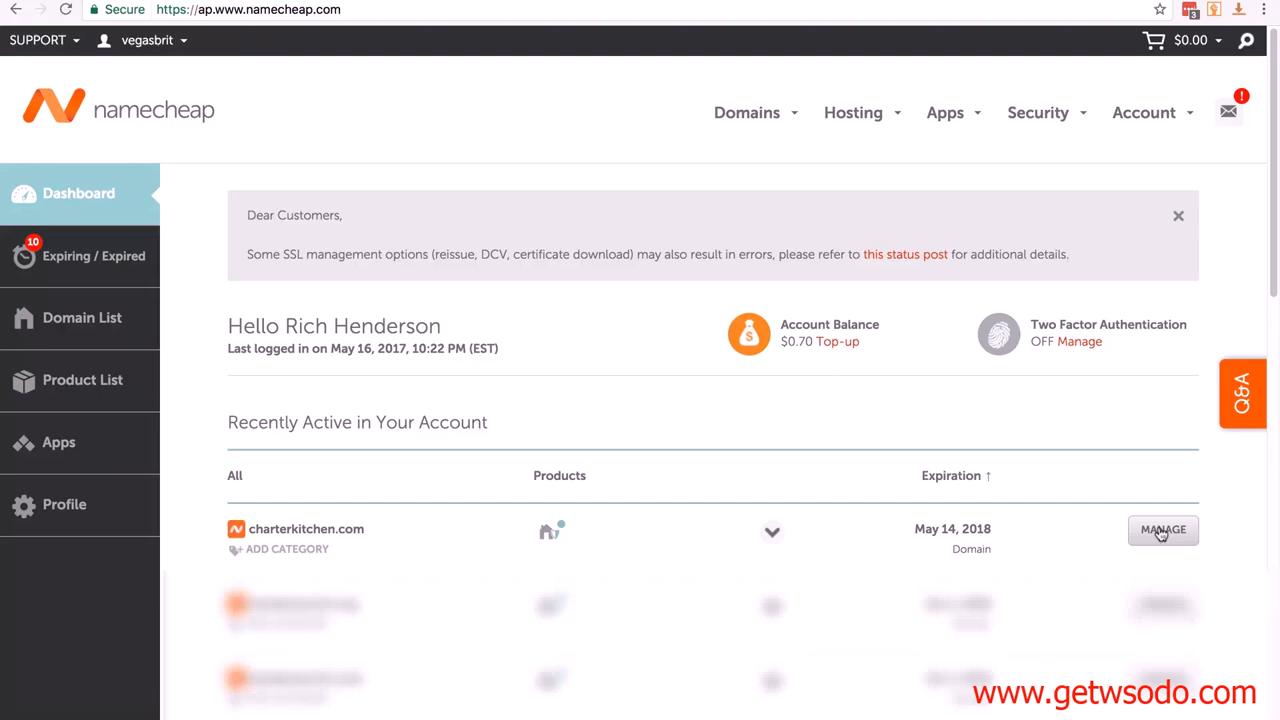 Secure https://ap.www.namecheap.com
3
SUPPORT vegasbrit $0.00
namecheap
Domains Hosting Apps Security Account
!
Dashboard
10
Expiring / Expired
Domain List
Product List
Apps
Profile
Dear Customers,
Some SSL management options (reissue, DCV, certificate download) may also result in errors, please refer to this status post for additional details.
Hello Rich Henderson
Last logged in on May 16, 2017, 10:22 PM (EST)
Account Balance
$0.70 Top-up
Two Factor Authentication
OFF Manage
Q&A
Recently Active in Your Account
All Products Expiration ↑
charterkitchen.com May 14, 2018 MANAGE
ADD CATEGORY Domain
www.getwsodo.com